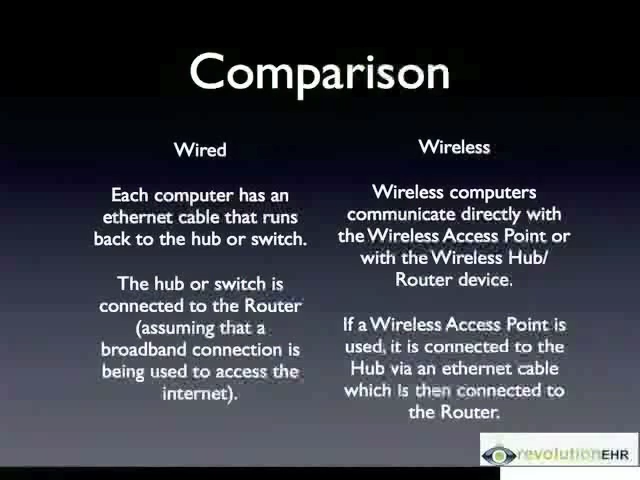 Comparison
Wired
Each computer has an
ethernet cable that runs
back to the hub or switch.
The hub or switch is
connected to the Router
(assuming that a
broadband connection is
being used to access the
internet).
Wireless
Wireless computers
communicate directly with
the Wireless Access Point or
with the Wireless Hub/
Router device.
If a Wireless Access Point is
used, it is connected to the
Hub via an ethernet cable
which is then connected to
the Router.
revolutionEHR